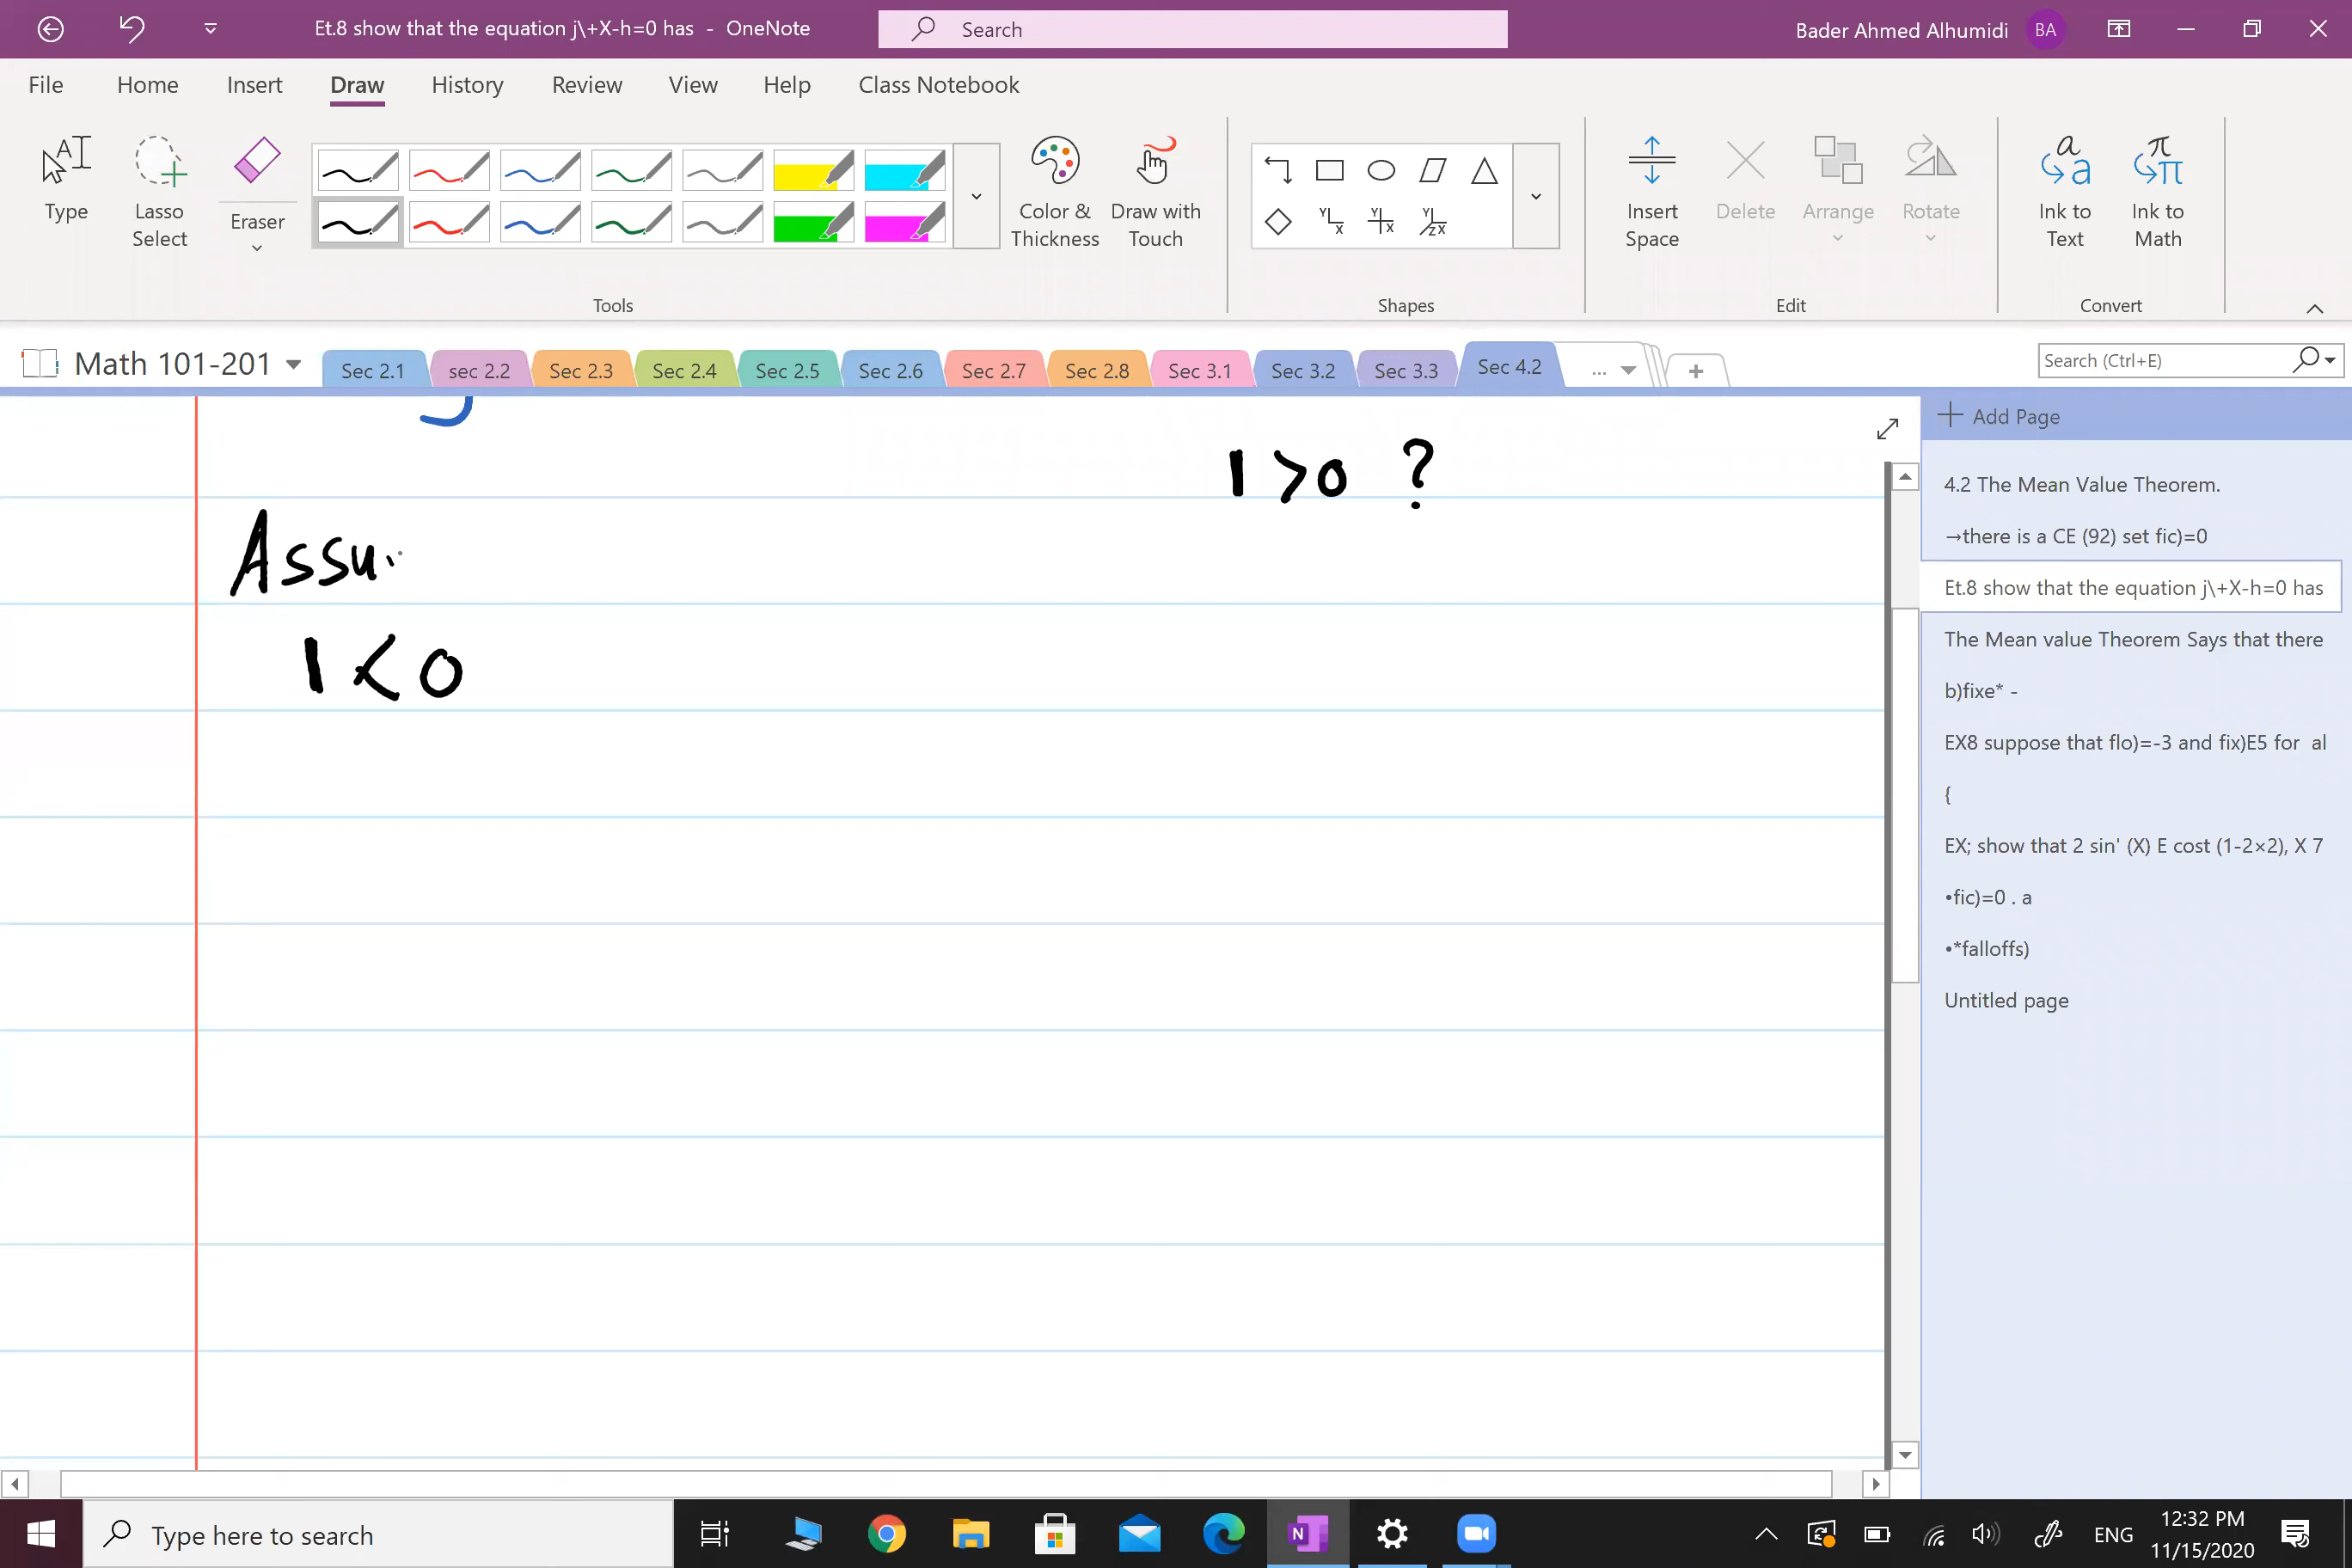 Et.8 show that the equation j\+X-h=0 has - OneNote
Search
Bader Ahmed Alhumidi
BA
File
Home
Insert
Draw
History
Review
View
Help
Class Notebook
Type
Lasso
Select
Eraser
Color &
Thickness
Draw with
Touch
Insert
Space
Delete
Arrange
Rotate
Ink to
Text
Ink to
Math
Tools
Shapes
Edit
Convert
Math 101-201
Sec 2.1
sec 2.2
Sec 2.3
Sec 2.4
Sec 2.5
Sec 2.6
Sec 2.7
Sec 2.8
Sec 3.1
Sec 3.2
Sec 3.3
Sec 4.2
...
Search (Ctrl+E)
1 > 0 ?
Assu
1 < 0
Add Page
4.2 The Mean Value Theorem.
→there is a CE (92) set fic)=0
Et.8 show that the equation j\+X-h=0 has
The Mean value Theorem Says that there
b)fixe* -
EX8 suppose that flo)=-3 and fix)E5 for al
{
EX; show that 2 sin' (X) E cost (1-2×2), X 7
•fic)=0 . a
•*falloffs)
Untitled page
Type here to search
ENG
12:32 PM
11/15/2020